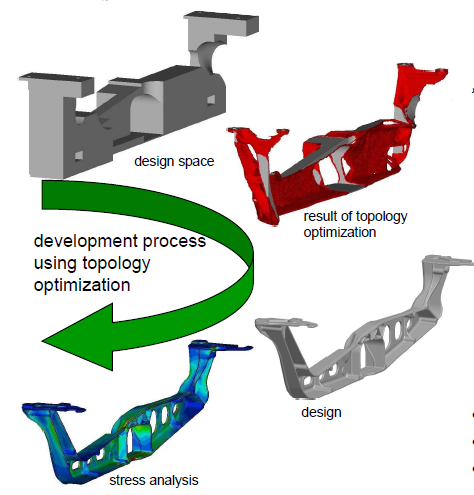 design space
result of topology
optimization
development process
using topology
optimization
design
stress analysis